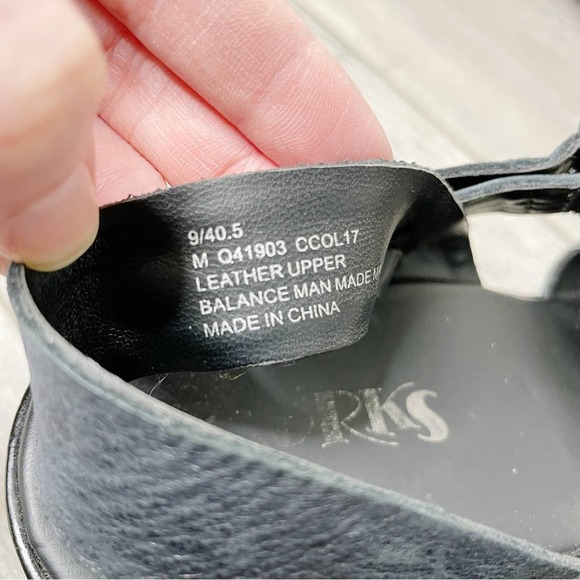 9/40.5
M Q41903 CCOL17
LEATHER UPPER
BALANCE MAN MADE
MADE IN CHINA